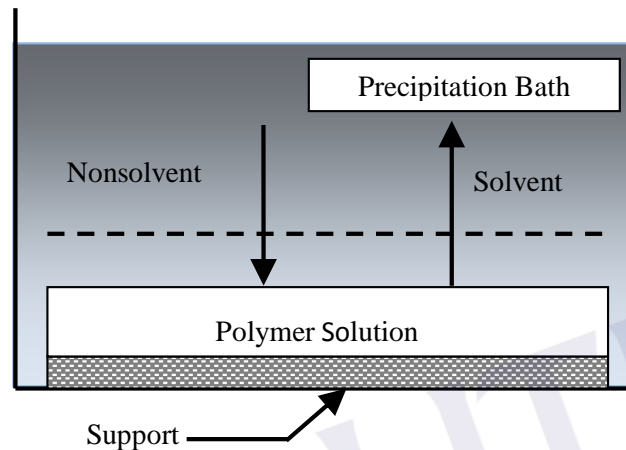 Precipitation Bath
Nonsolvent
Solvent
Polymer Solution
Support